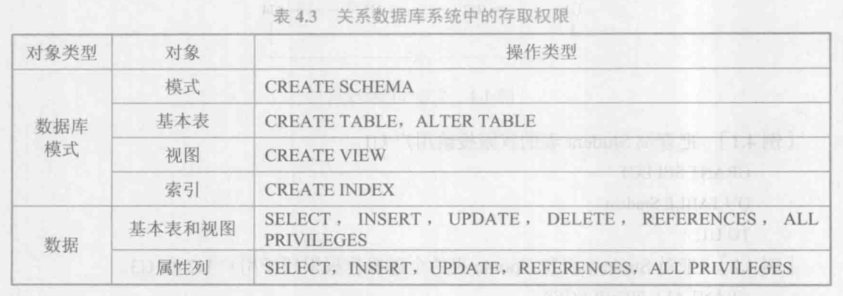 表 4.3 关系数据库系统中的存取权限
对象类型 对象 操作类型
数据库模式 模式 CREATE SCHEMA
基本表 CREATE TABLE，ALTER TABLE
视图 CREATE VIEW
索引 CREATE INDEX
数据 基本表和视图 SELECT， INSERT， UPDATE， DELETE， REFERENCES， ALL
PRIVILEGES
属性列 SELECT，INSERT，UPDATE，REFERENCES，ALL PRIVILEGES